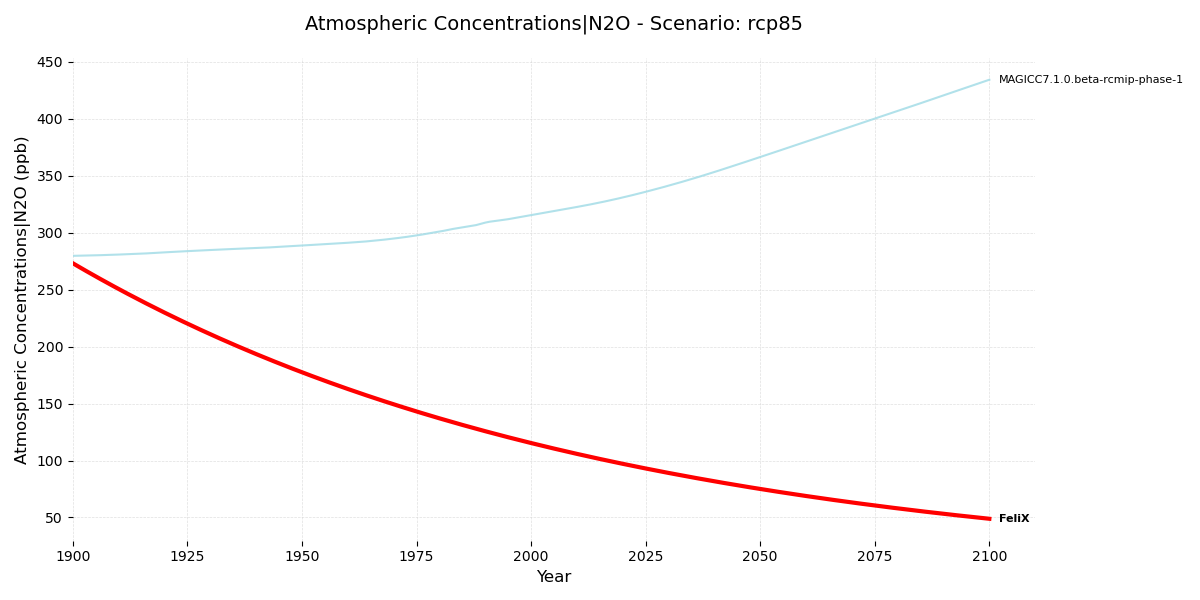 Atmospheric Concentrations|N2O - Scenario: rcp85
Atmospheric Concentrations|N2O (ppb)
450
400
350
300
250
200
150
100
50
MAGICC7.1.0.beta-rcmip-phase-1
FeliX
1900 1925 1950 1975 2000 2025 2050 2075 2100
Year